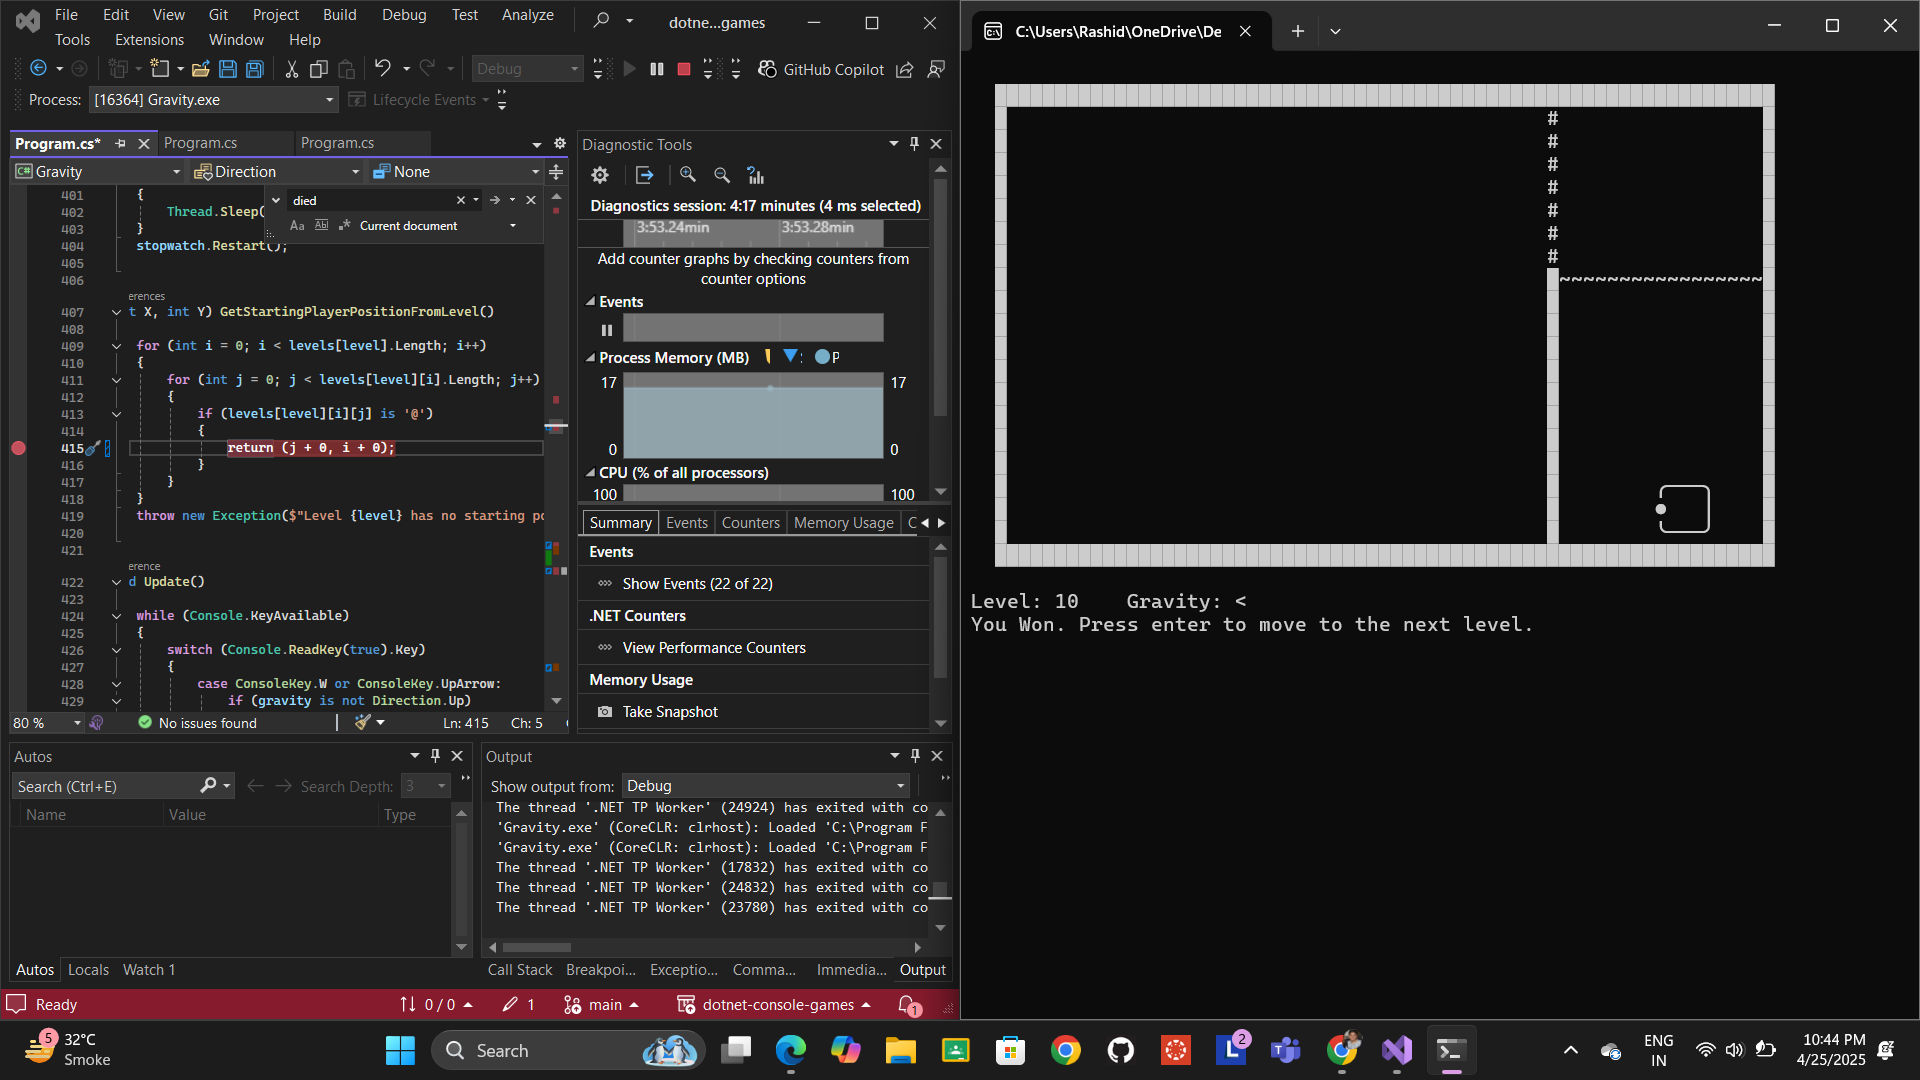 File Edit View Git Project Build Debug Test Analyze
dotne...games
Tools Extensions Window Help
Debug
GitHub Copilot
Process: [16364] Gravity.exe
Lifecycle Events
Program.cs* Program.cs Program.cs
Gravity Direction None
401 {
402 Thread.Sleep(
403 }
404 stopwatch.Restart();
405
406
erences
407 t X, int Y) GetStartingPlayerPositionFromLevel()
408
409 for (int i = 0; i < levels[level].Length; i++)
410 {
411 for (int j = 0; j < levels[level][i].Length; j++)
412 {
413 if (levels[level][i][j] is '@')
414 {
415 return (j + 0, i + 0);
416 }
417 }
418 }
419 throw new Exception($"Level {level} has no starting po
420
421
erence
422 d Update()
423
424 while (Console.KeyAvailable)
425 {
426 switch (Console.ReadKey(true).Key)
427 {
428 case ConsoleKey.W or ConsoleKey.UpArrow:
429 if (gravity is not Direction.Up)
died
Aa Ab .* Current document
80 % No issues found Ln: 415 Ch: 5
Diagnostic Tools
Diagnostics session: 4:17 minutes (4 ms selected)
3:53.24min 3:53.28min
Add counter graphs by checking counters from
counter options
Events
Process Memory (MB) P
17 17
0 0
CPU (% of all processors)
100 100
Summary Events Counters Memory Usage C
Events
Show Events (22 of 22)
.NET Counters
View Performance Counters
Memory Usage
Take Snapshot
Autos
Search (Ctrl+E) Search Depth: 3
Name Value Type
Autos Locals Watch 1
Output
Show output from: Debug
The thread '.NET TP Worker' (24924) has exited with co
'Gravity.exe' (CoreCLR: clrhost): Loaded 'C:\Program F
'Gravity.exe' (CoreCLR: clrhost): Loaded 'C:\Program F
The thread '.NET TP Worker' (17832) has exited with co
The thread '.NET TP Worker' (24832) has exited with co
The thread '.NET TP Worker' (23780) has exited with co
Call Stack Breakpoi... Exceptio... Comma... Immedia... Output
Ready 0 / 0 1 main dotnet-console-games 1
C:\Users\Rashid\OneDrive\De
#
#
#
#
#
#
#
~~~~~~~~~~~~~~~~~
Level: 10 Gravity: <
You Won. Press enter to move to the next level.
5
32°C
Smoke
Search
2
ENG
IN
10:44 PM
4/25/2025